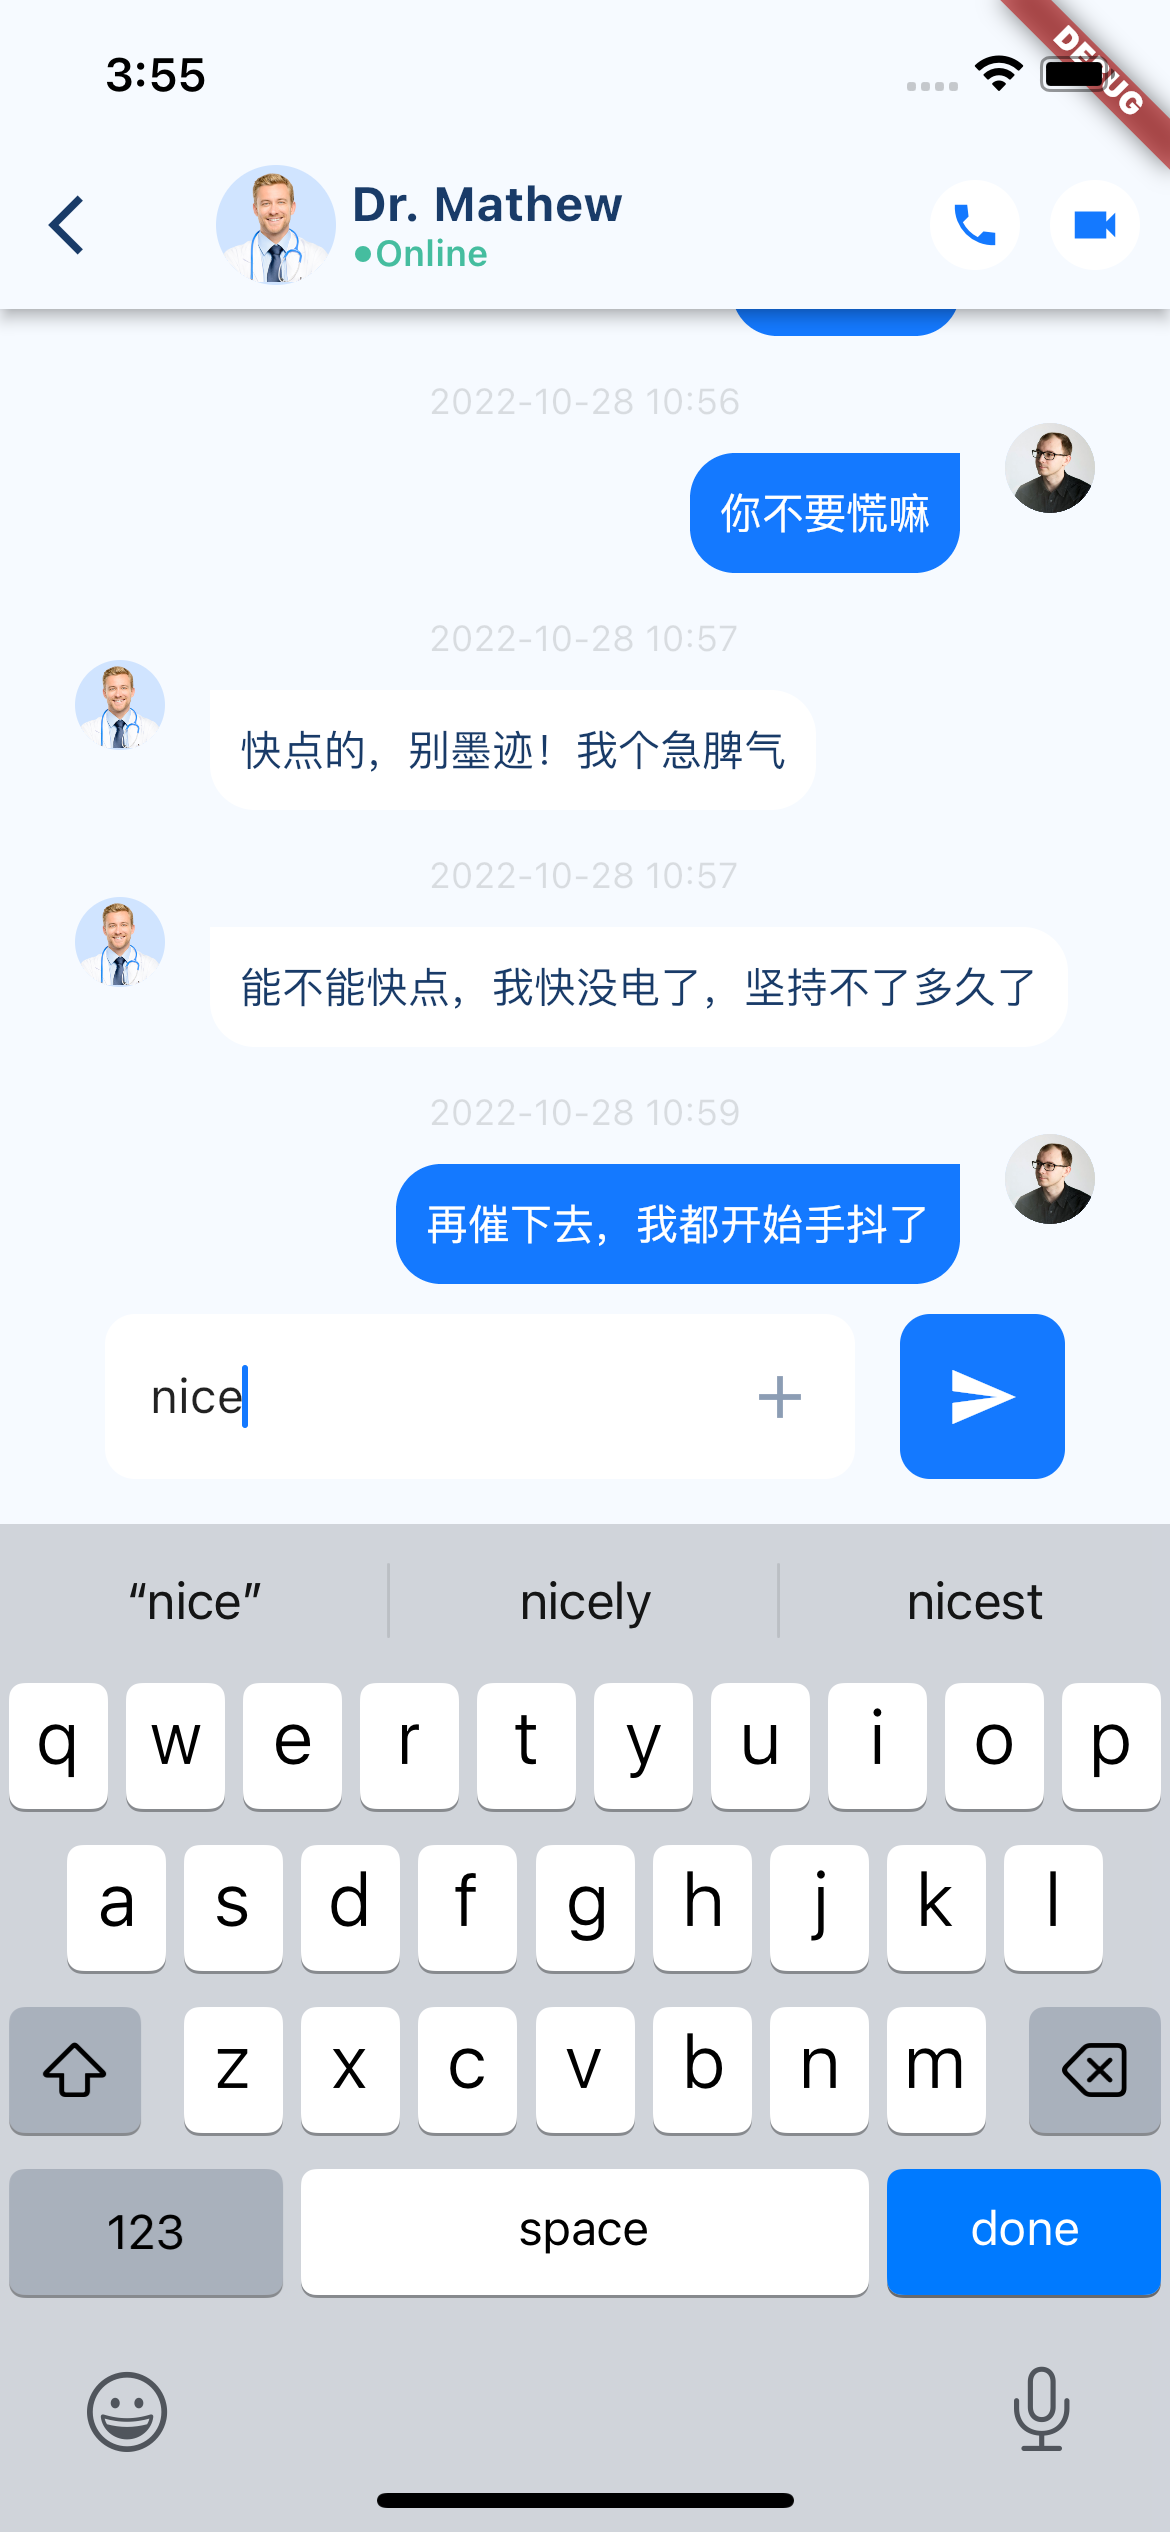 3:55
DEBUG
Dr. Mathew
Online
2022-10-28 10:56
你不要慌嘛
2022-10-28 10:57
快点的，别墨迹！我个急脾气
2022-10-28 10:57
能不能快点，我快没电了，坚持不了多久了
2022-10-28 10:59
再催下去，我都开始手抖了
nice
“nice” nicely nicest
q w e r t y u i o p
a s d f g h j k l
z x c v b n m
123 space done